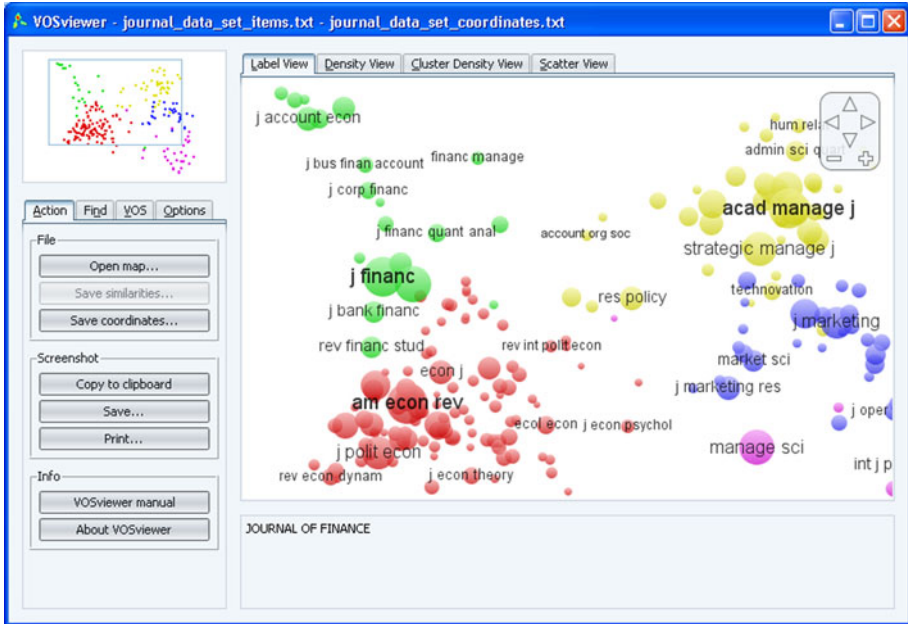 VOSviewer - journal_data_set_items.txt - journal_data_set_coordinates.txt
Label View Density View Cluster Density View Scatter View
j account econ
hum rela
admin sci quart
j bus finan account financ manage
j corp financ
acad manage j
Action Find VOS Options
j financ quant anal account org soc
File
strategic manage j
Open map...
j financ
Save similarities...
technovation
res policy
Save coordinates...
j bank financ
j marketing
rev financ stud rev int polit econ
Screenshot
market sci
econ j
Copy to clipboard
j marketing res
am econ rev
Save...
j oper
ecol econ j econ psychol
Print...
j polit econ
manage sci
int j p
Info
rev econ dynam j econ theory
VOSviewer manual
About VOSviewer
JOURNAL OF FINANCE